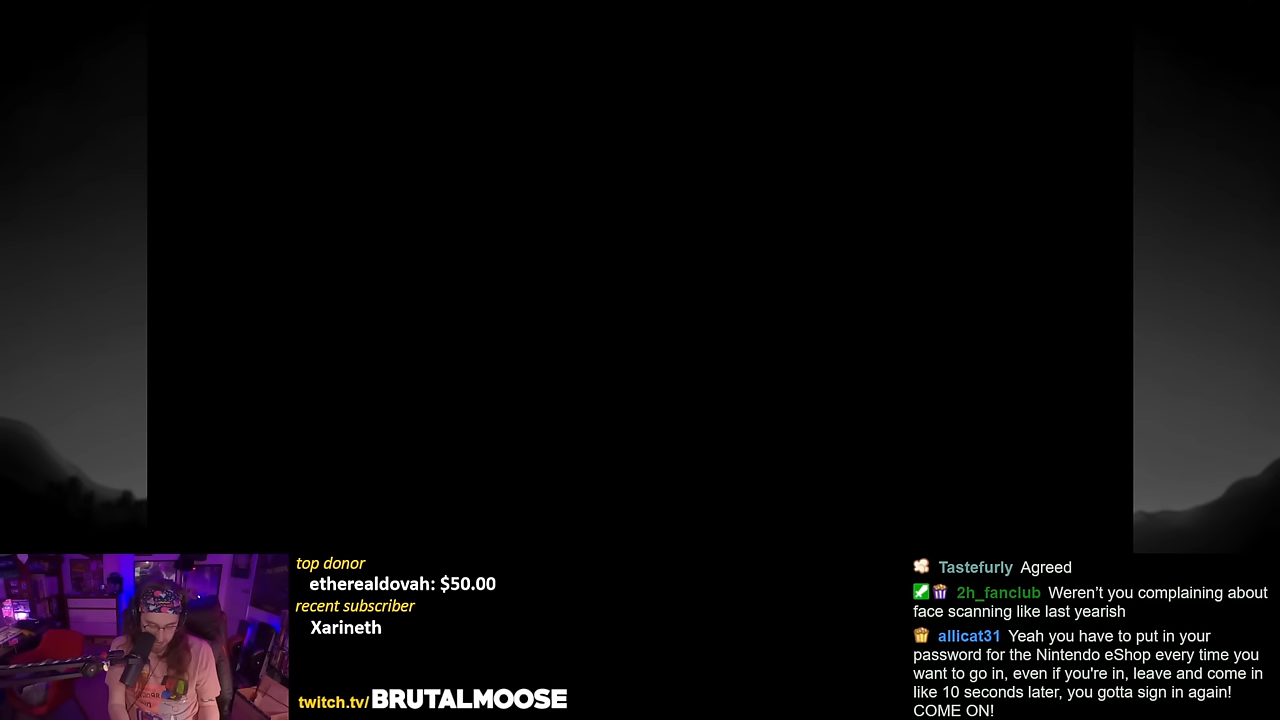 top donor
etherealdovah: $50.00
recent subscriber
Xarineth
twitch.tv/BRUTALMOOSE
Tastefurly Agreed
2h_fanclub Weren't you complaining about
face scanning like last yearish
allicat31 Yeah you have to put in your
password for the Nintendo eShop every time you
want to go in, even if you're in, leave and come in
like 10 seconds later, you gotta sign in again!
COME ON!